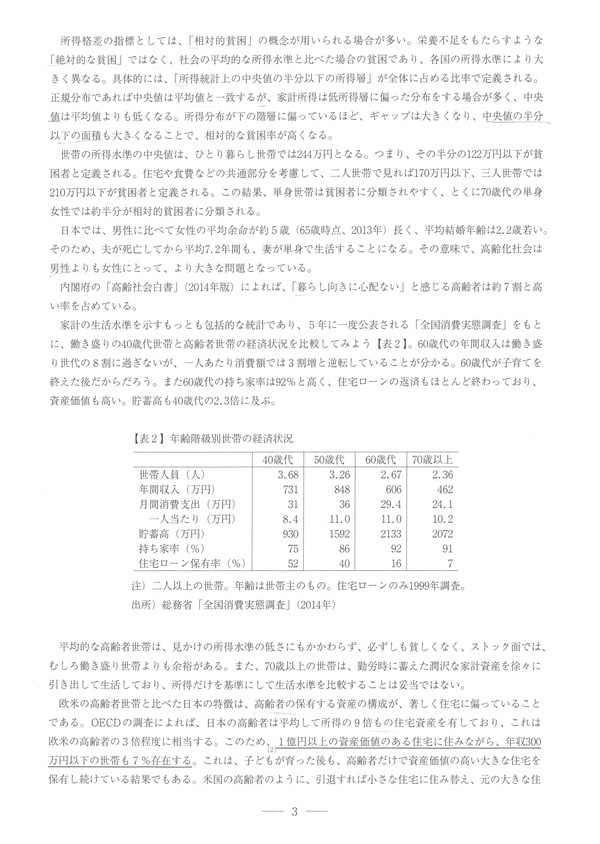 所得格差の指標としては、「相対的貧困」の概念が用いられる場合が多い。栄養不足をもたらすような
「絶対的な貧困」ではなく、社会の平均的な所得水準と比べた場合の貧困であり、各国の所得水準により大
きく異なる。具体的には、「所得統計上の中央値の半分以下の所得層」が全体に占める比率で定義される。
正規分布であれば中央値は平均値と一致するが、家計所得は低所得層に偏った分布をする場合が多く、中央
値は平均値よりも低くなる。所得分布が下の階層に偏っているほど、ギャップは大きくなり、中央値の半分
以下の面積も大きくなることで、相対的な貧困率が高くなる。
世帯の所得水準の中央値は、ひとり暮らし世帯では244万円となる。つまり、その半分の122万円以下が貧
困者と定義される。住宅や食費などの共通部分を考慮して、二人世帯で見れば170万円以下、三人世帯では
210万円以下が貧困者と定義される。この結果、単身世帯は貧困者に分類されやすく、とくに70歳代の単身
女性では約半分が相対的貧困者に分類される。
日本では、男性に比べて女性の平均余命が約5歳（65歳時点、2013年）長く、平均結婚年齢は2.2歳若い。
そのため、夫が死亡してから平均7.2年間も、妻が単身で生活することになる。その意味で、高齢化社会は
男性よりも女性にとって、より大きな問題となっている。
内閣府の「高齢社会白書」（2014年版）によれば、「暮らし向きに心配ない」と感じる高齢者は約7割と高
い率を占めている。
家計の生活水準を示すもっとも包括的な統計であり、5年に一度公表される「全国消費実態調査」をもと
に、働き盛りの40歳代世帯と高齢者世帯の経済状況を比較してみよう【表2】。60歳代の年間収入は働き盛
り世代の8割に過ぎないが、一人あたり消費額では3割増と逆転していることが分かる。60歳代が子育てを
終えた後だからだろう。また60歳代の持ち家率は92％と高く、住宅ローンの返済もほとんど終わっており、
資産価値も高い。貯蓄高も40歳代の2.3倍に及ぶ。
【表2】年齢階級別世帯の経済状況
40歳代 50歳代 60歳代 70歳以上
世帯人員（人） 3.68 3.26 2.67 2.36
年間収入（万円） 731 848 606 462
月間消費支出（万円） 31 36 29.4 24.1
一人当たり（万円） 8.4 11.0 11.0 10.2
貯蓄高（万円） 930 1592 2133 2072
持ち家率（％） 75 86 92 91
住宅ローン保有率（％） 52 40 16 7
注）二人以上の世帯。年齢は世帯主のもの。住宅ローンのみ1999年調査。
出所）総務省「全国消費実態調査」（2014年）
平均的な高齢者世帯は、見かけの所得水準の低さにもかかわらず、必ずしも貧しくなく、ストック面では、
むしろ働き盛り世帯よりも余裕がある。また、70歳以上の世帯は、勤労時に蓄えた潤沢な家計資産を徐々に
引き出して生活しており、所得だけを基準にして生活水準を比較することは妥当ではない。
欧米の高齢者世帯と比べた日本の特徴は、高齢者の保有する資産の構成が、著しく住宅に偏っていること
である。OECDの調査によれば、日本の高齢者は平均して所得の9倍もの住宅資産を有しており、これは
欧米の高齢者の3倍程度に相当する。このため、1億円以上の資産価値のある住宅に住みながら、年収300
(2)
万円以下の世帯も7％存在する。これは、子どもが育った後も、高齢者だけで資産価値の高い大きな住宅を
保有し続けている結果でもある。米国の高齢者のように、引退すれば小さな住宅に住み替え、元の大きな住
― 3 ―